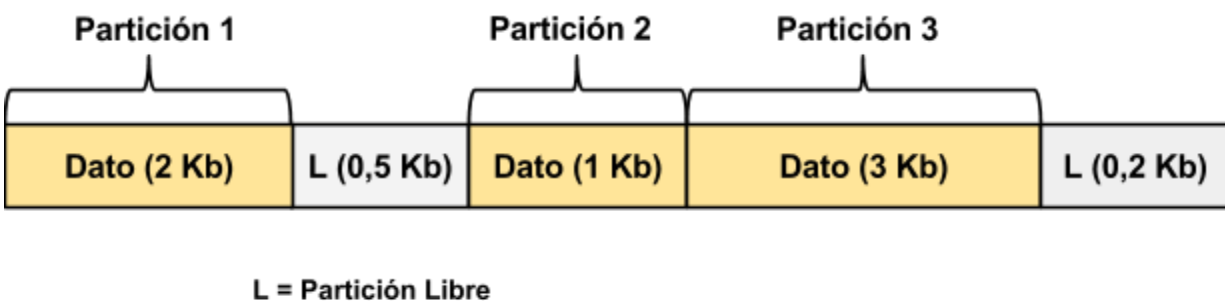 Partición 1 Partición 2 Partición 3
Dato (2 Kb) L (0,5 Kb) Dato (1 Kb) Dato (3 Kb) L (0,2 Kb)
L = Partición Libre